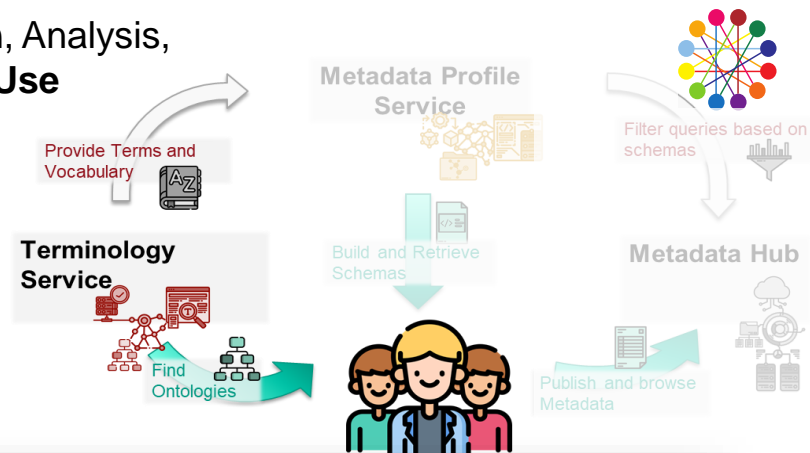 , Analysis,
Use
Metadata Profile
Service
Provide Terms and
Vocabulary
AZ
Filter queries based on
schemas
Terminology
Service
Build and Retrieve
Schemas
Metadata Hub
T
Find
Ontologies
Publish and browse
Metadata